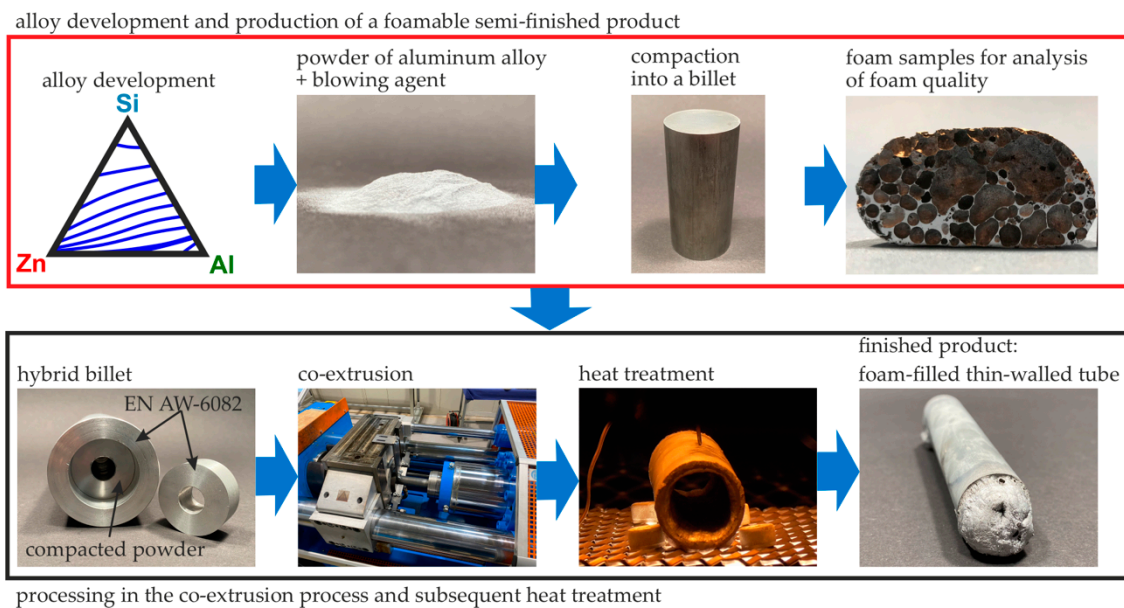 alloy development and production of a foamable semi-finished product
alloy development
Si
Zn
Al
powder of aluminum alloy
+ blowing agent
compaction
into a billet
foam samples for analysis
of foam quality
hybrid billet
EN AW-6082
compacted powder
co-extrusion
heat treatment
finished product:
foam-filled thin-walled tube
processing in the co-extrusion process and subsequent heat treatment